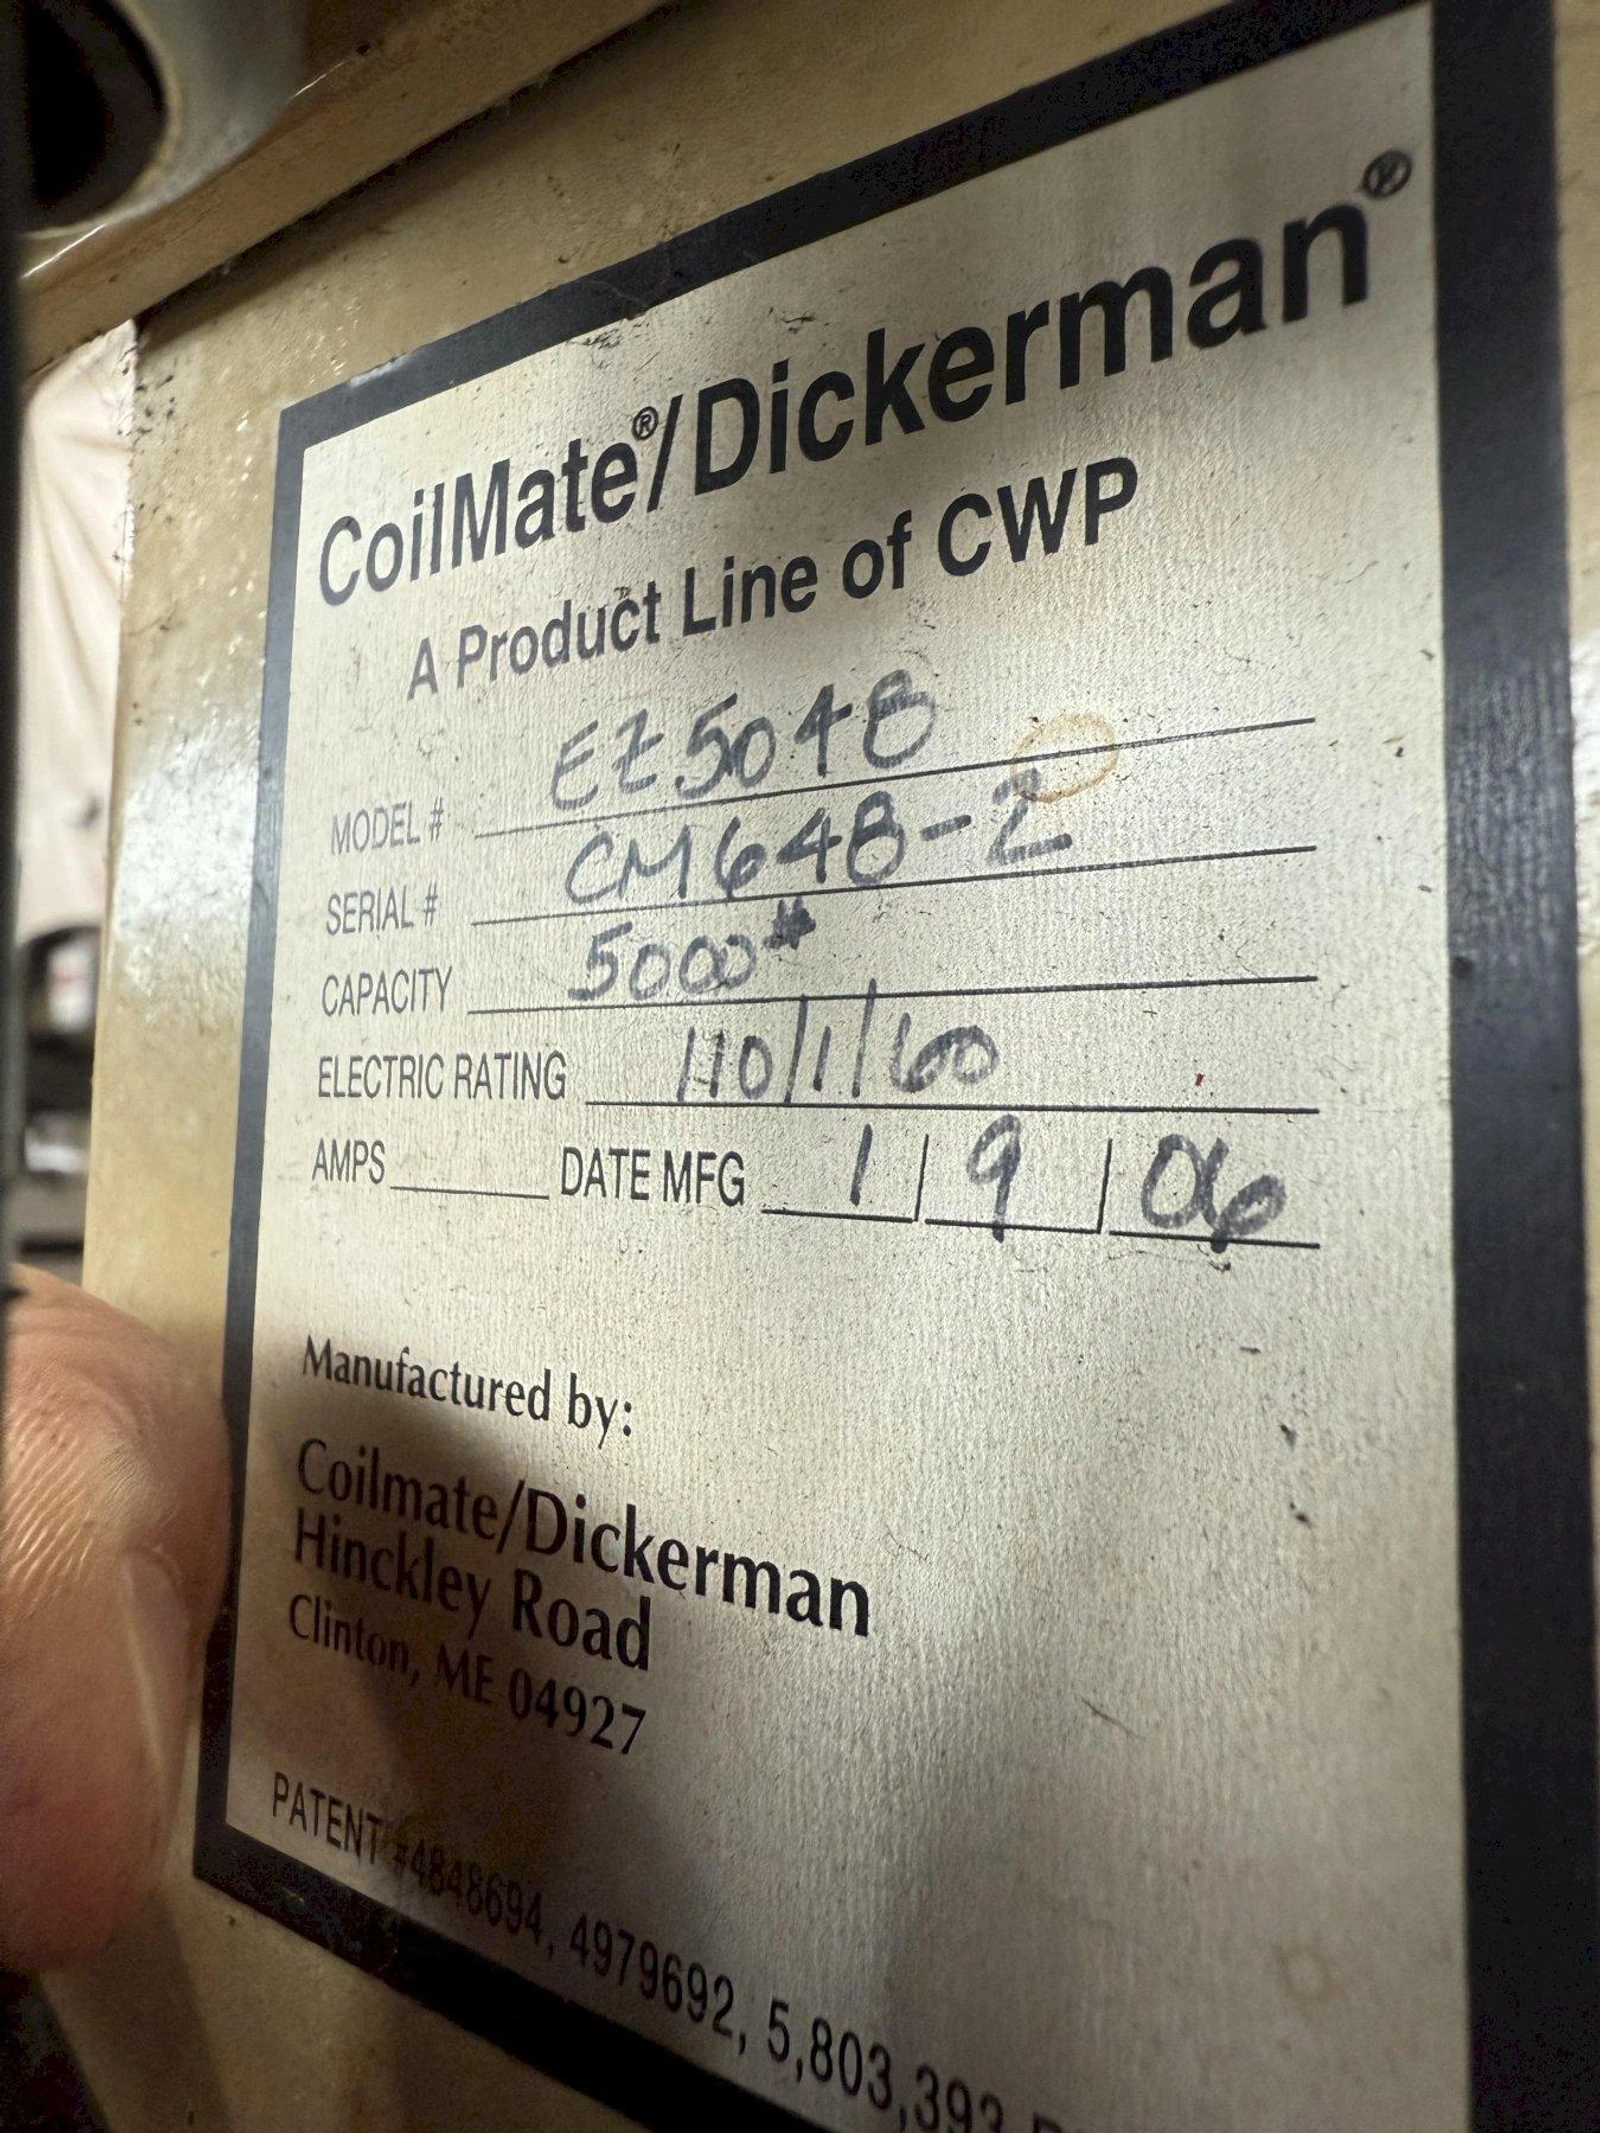 CoilMate®/Dickerman®
A Product Line of CWP
MODEL # EZ5048
SERIAL # CM648-2
CAPACITY 5000#
ELECTRIC RATING 110/1/60
AMPS DATE MFG 1/9/06
Manufactured by:
Coilmate/Dickerman
Hinckley Road
Clinton, ME 04927
PATENT #4848694, 4979692, 5,803,393